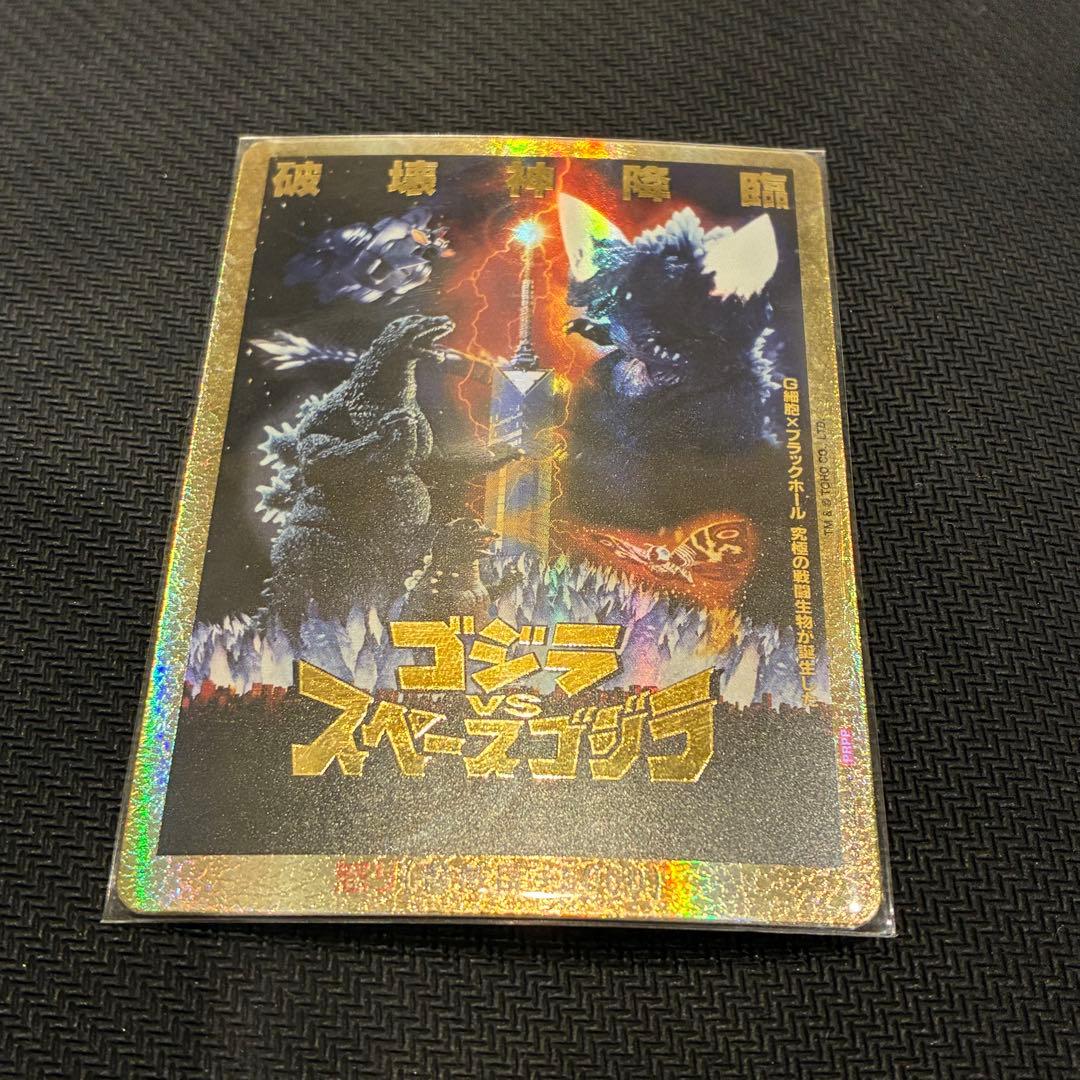 破壊神降臨
G細胞×ブラックホール 究極の戦闘生物が誕生した
TM & © TOHO CO., LTD.
ゴジラ
VS
スペースゴジラ
PRPP